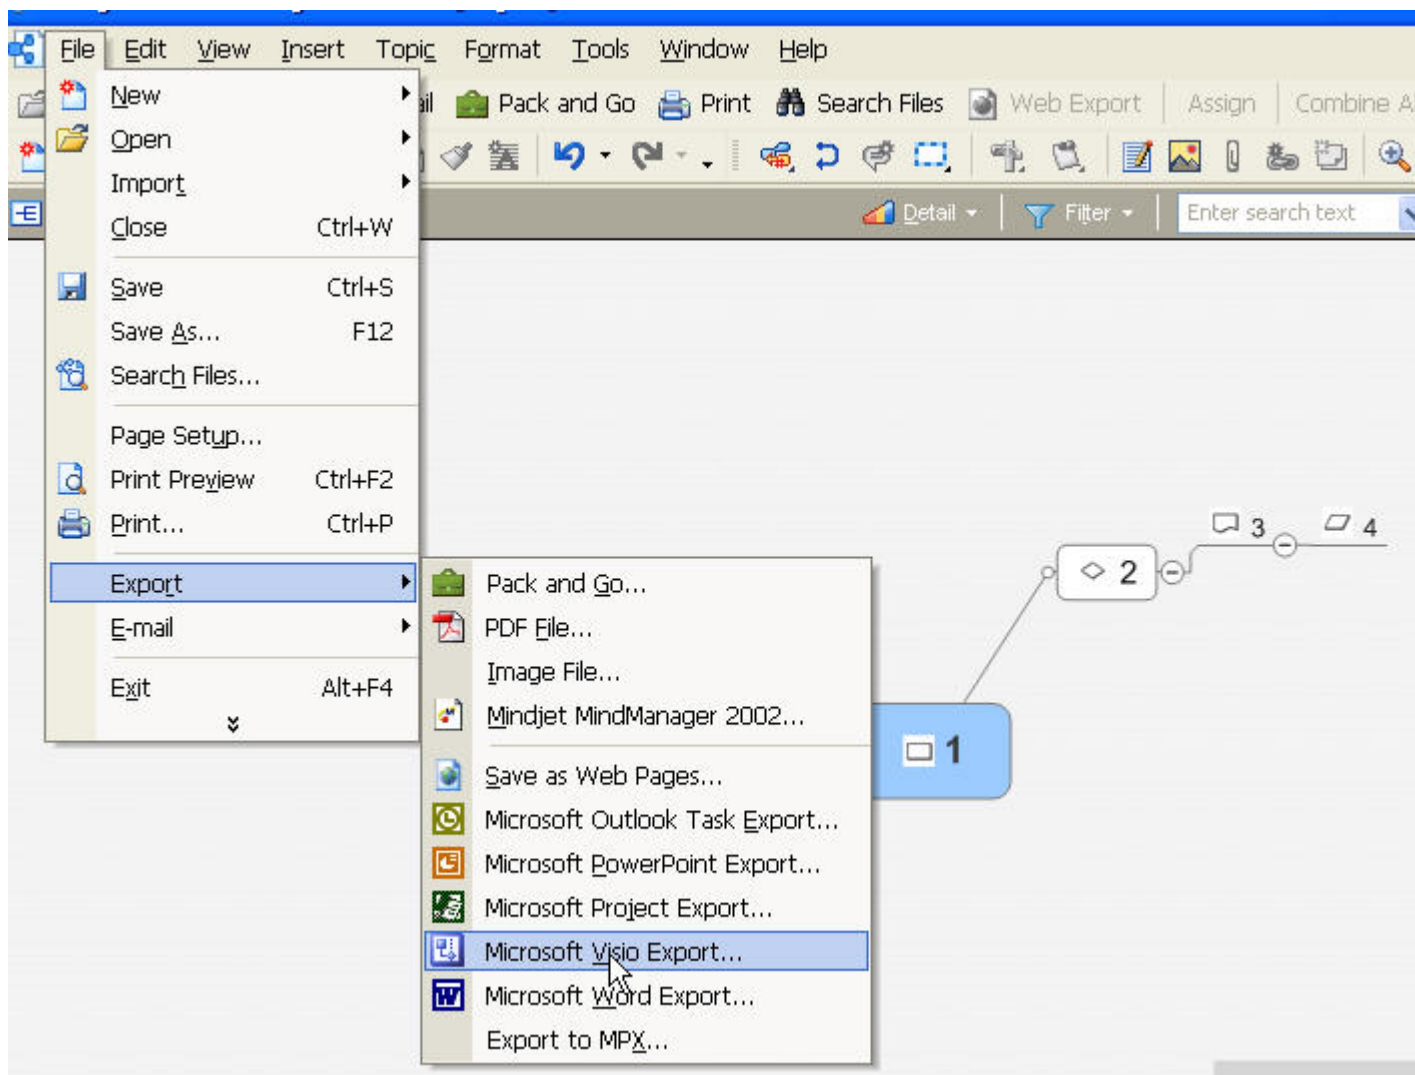 File Edit View Insert Topic Format Tools Window Help
Pack and Go Print Search Files Web Export Assign Combine
Detail Filter Enter search text
New
Open
Import
Close Ctrl+W
Save Ctrl+S
Save As... F12
Search Files...
Page Setup...
Print Preview Ctrl+F2
Print... Ctrl+P
Export
E-mail
Exit Alt+F4
Pack and Go...
PDF File...
Image File...
Mindjet MindManager 2002...
Save as Web Pages...
Microsoft Outlook Task Export...
Microsoft PowerPoint Export...
Microsoft Project Export...
Microsoft Visio Export...
Microsoft Word Export...
Export to MPX...
1
2
3
4